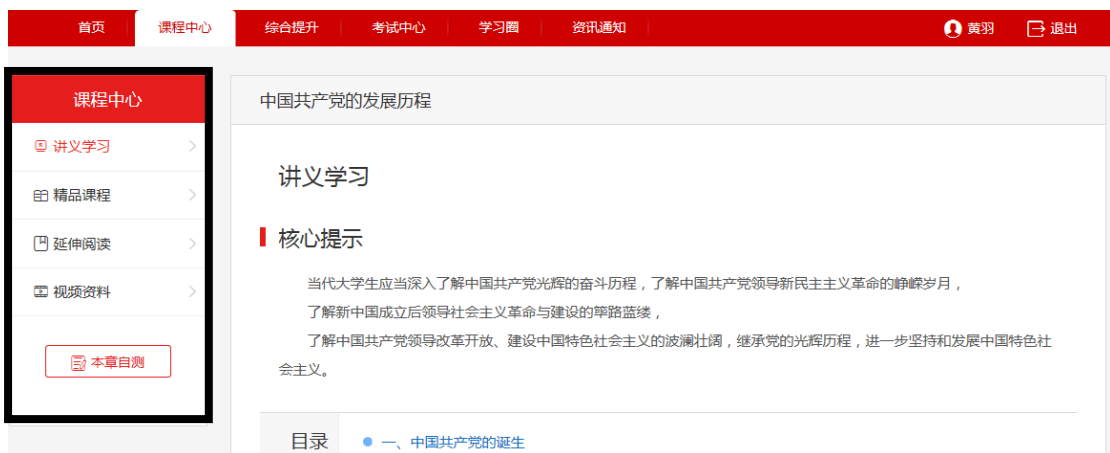 首页 课程中心 综合提升 考试中心 学习圈 资讯通知 黄羽 退出
课程中心
讲义学习
精品课程
延伸阅读
视频资料
本章自测
中国共产党的发展历程
讲义学习
核心提示
当代大学生应当深入了解中国共产党光辉的奋斗历程，了解中国共产党领导新民主主义革命的峥嵘岁月，
了解新中国成立后领导社会主义革命与建设的筚路蓝缕，
了解中国共产党领导改革开放、建设中国特色社会主义的波澜壮阔，继承党的光辉历程，进一步坚持和发展中国特色社
会主义。
目录 一、中国共产党的诞生